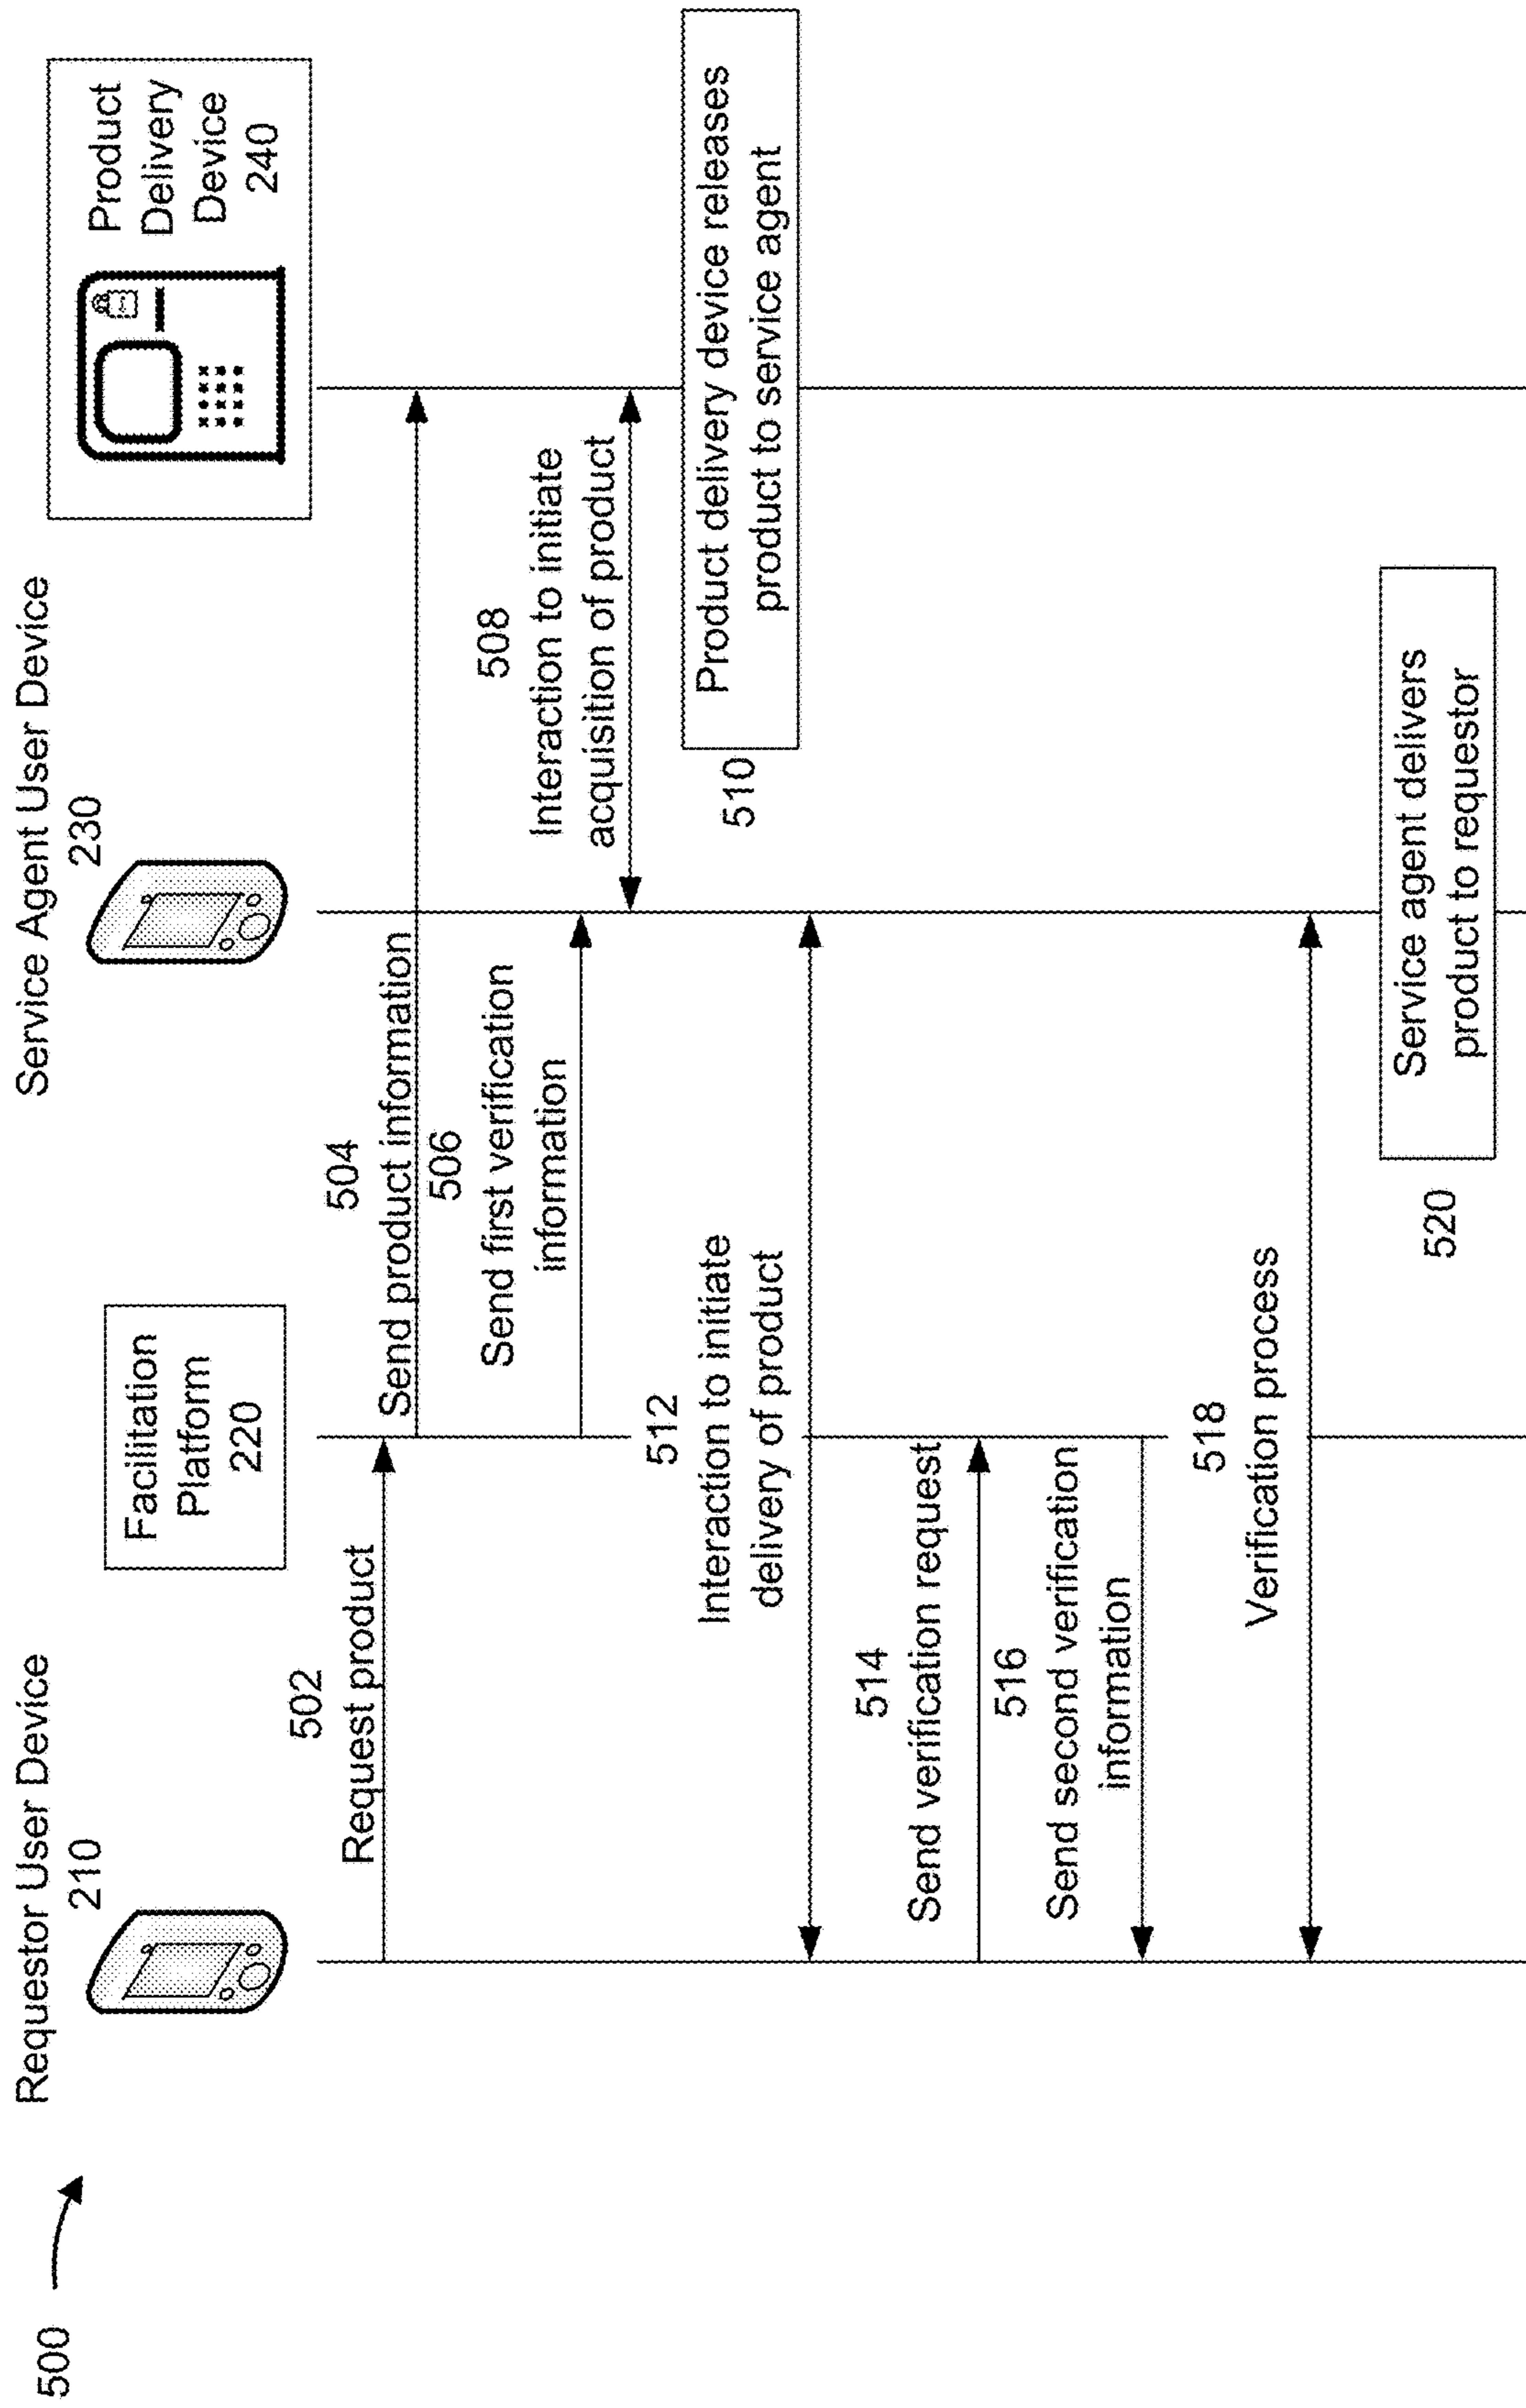 500
Requestor User Device
210
Facilitation
Platform
220
Service Agent User Device
230
Product
Delivery
Device
240
502
Request product
504
Send product information
506
Send first verification
information
508
Interaction to initiate
acquisition of product
Product delivery device releases
product to service agent
510
512
Interaction to initiate
delivery of product
514
Send verification request
516
Send second verification
information
518
Verification process
Service agent delivers
product to requestor
520